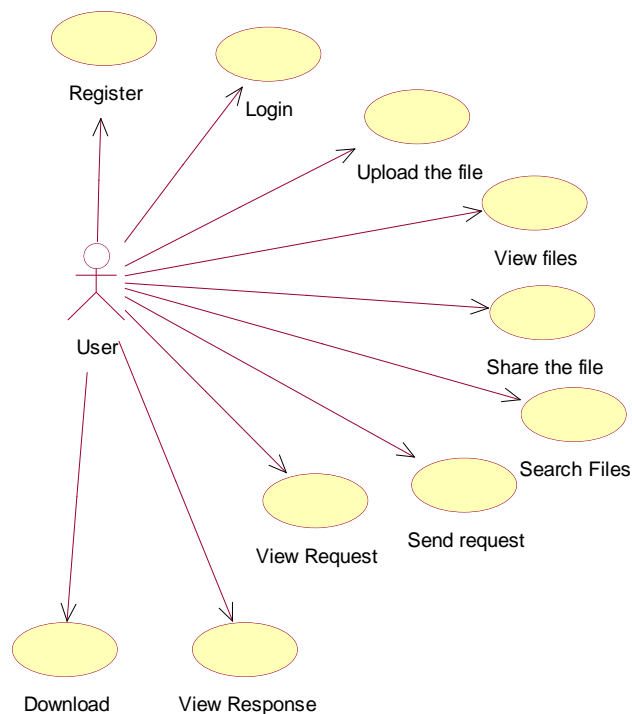 Register
Login
Upload the file
View files
User
Share the file
Search Files
Send request
View Request
Download
View Response